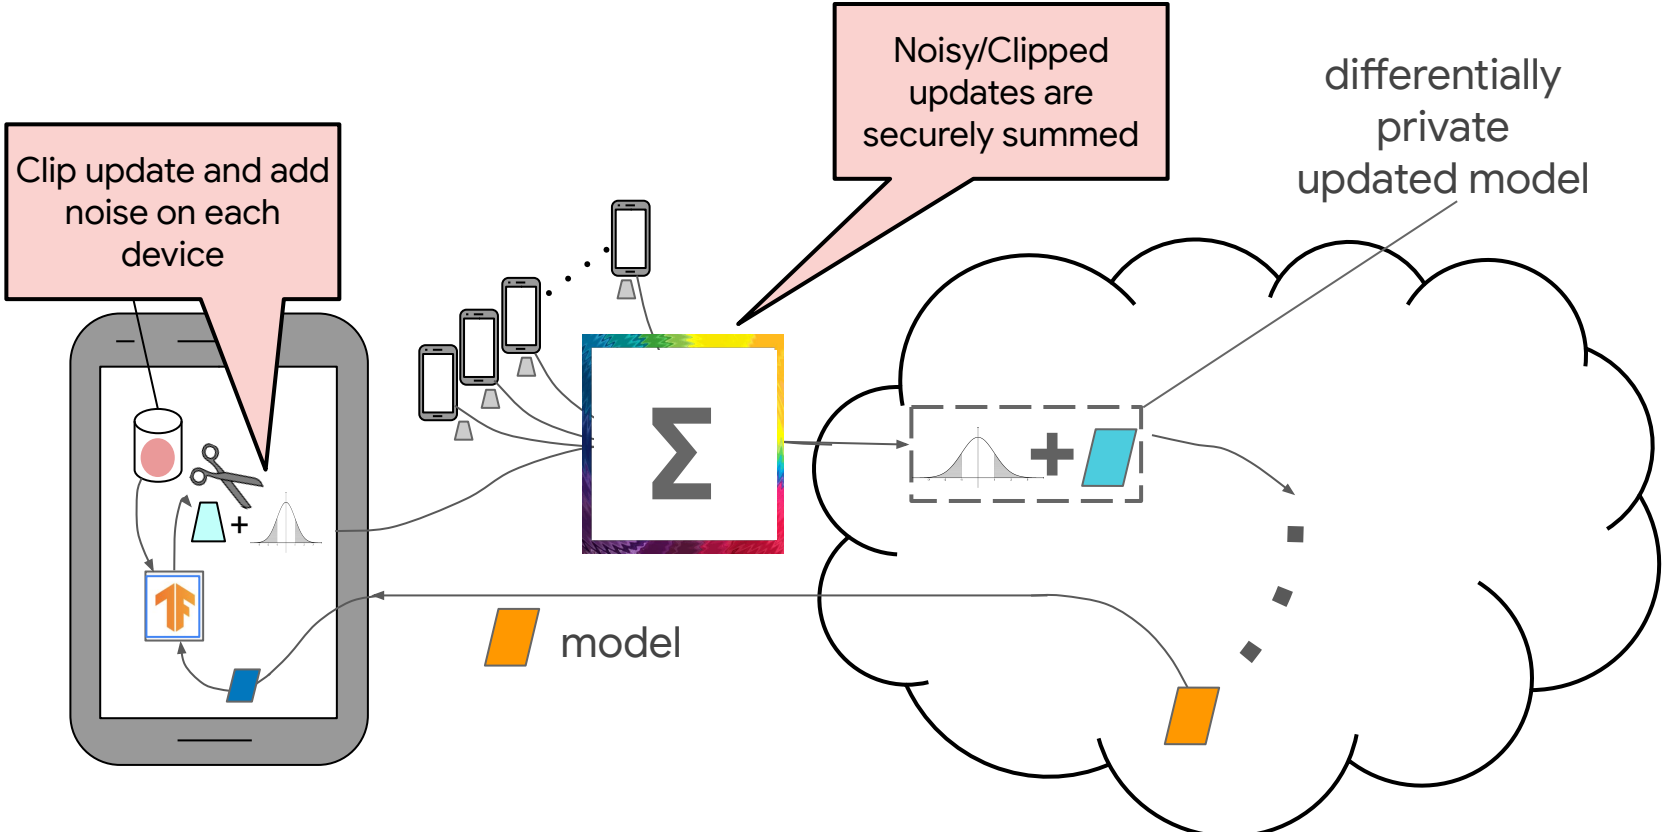 Noisy/Clipped
updates are
securely summed
differentially
private
updated model
Clip update and add
noise on each
device
Σ
+
+
model